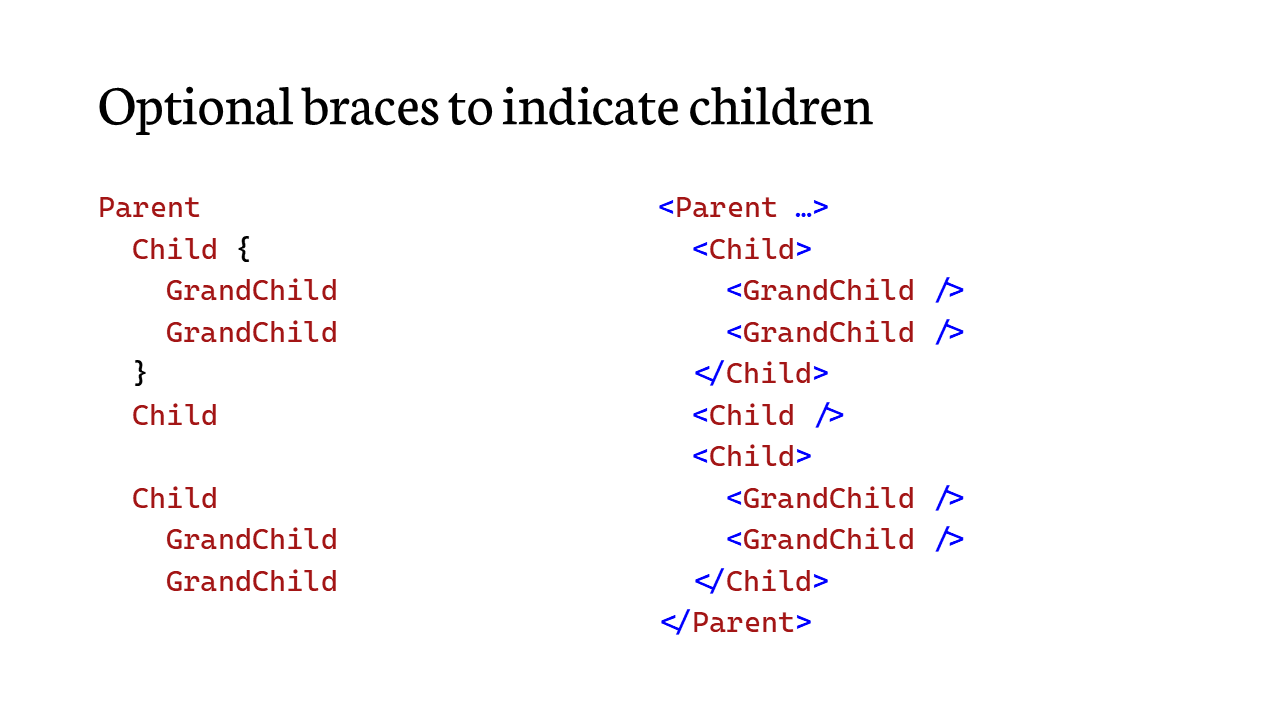 Optional braces to indicate children
Parent
  Child {
    GrandChild
    GrandChild
  }
  Child
  Child
    GrandChild
    GrandChild
<Parent …>
  <Child>
    <GrandChild />
    <GrandChild />
  </Child>
  <Child />
  <Child>
    <GrandChild />
    <GrandChild />
  </Child>
</Parent>